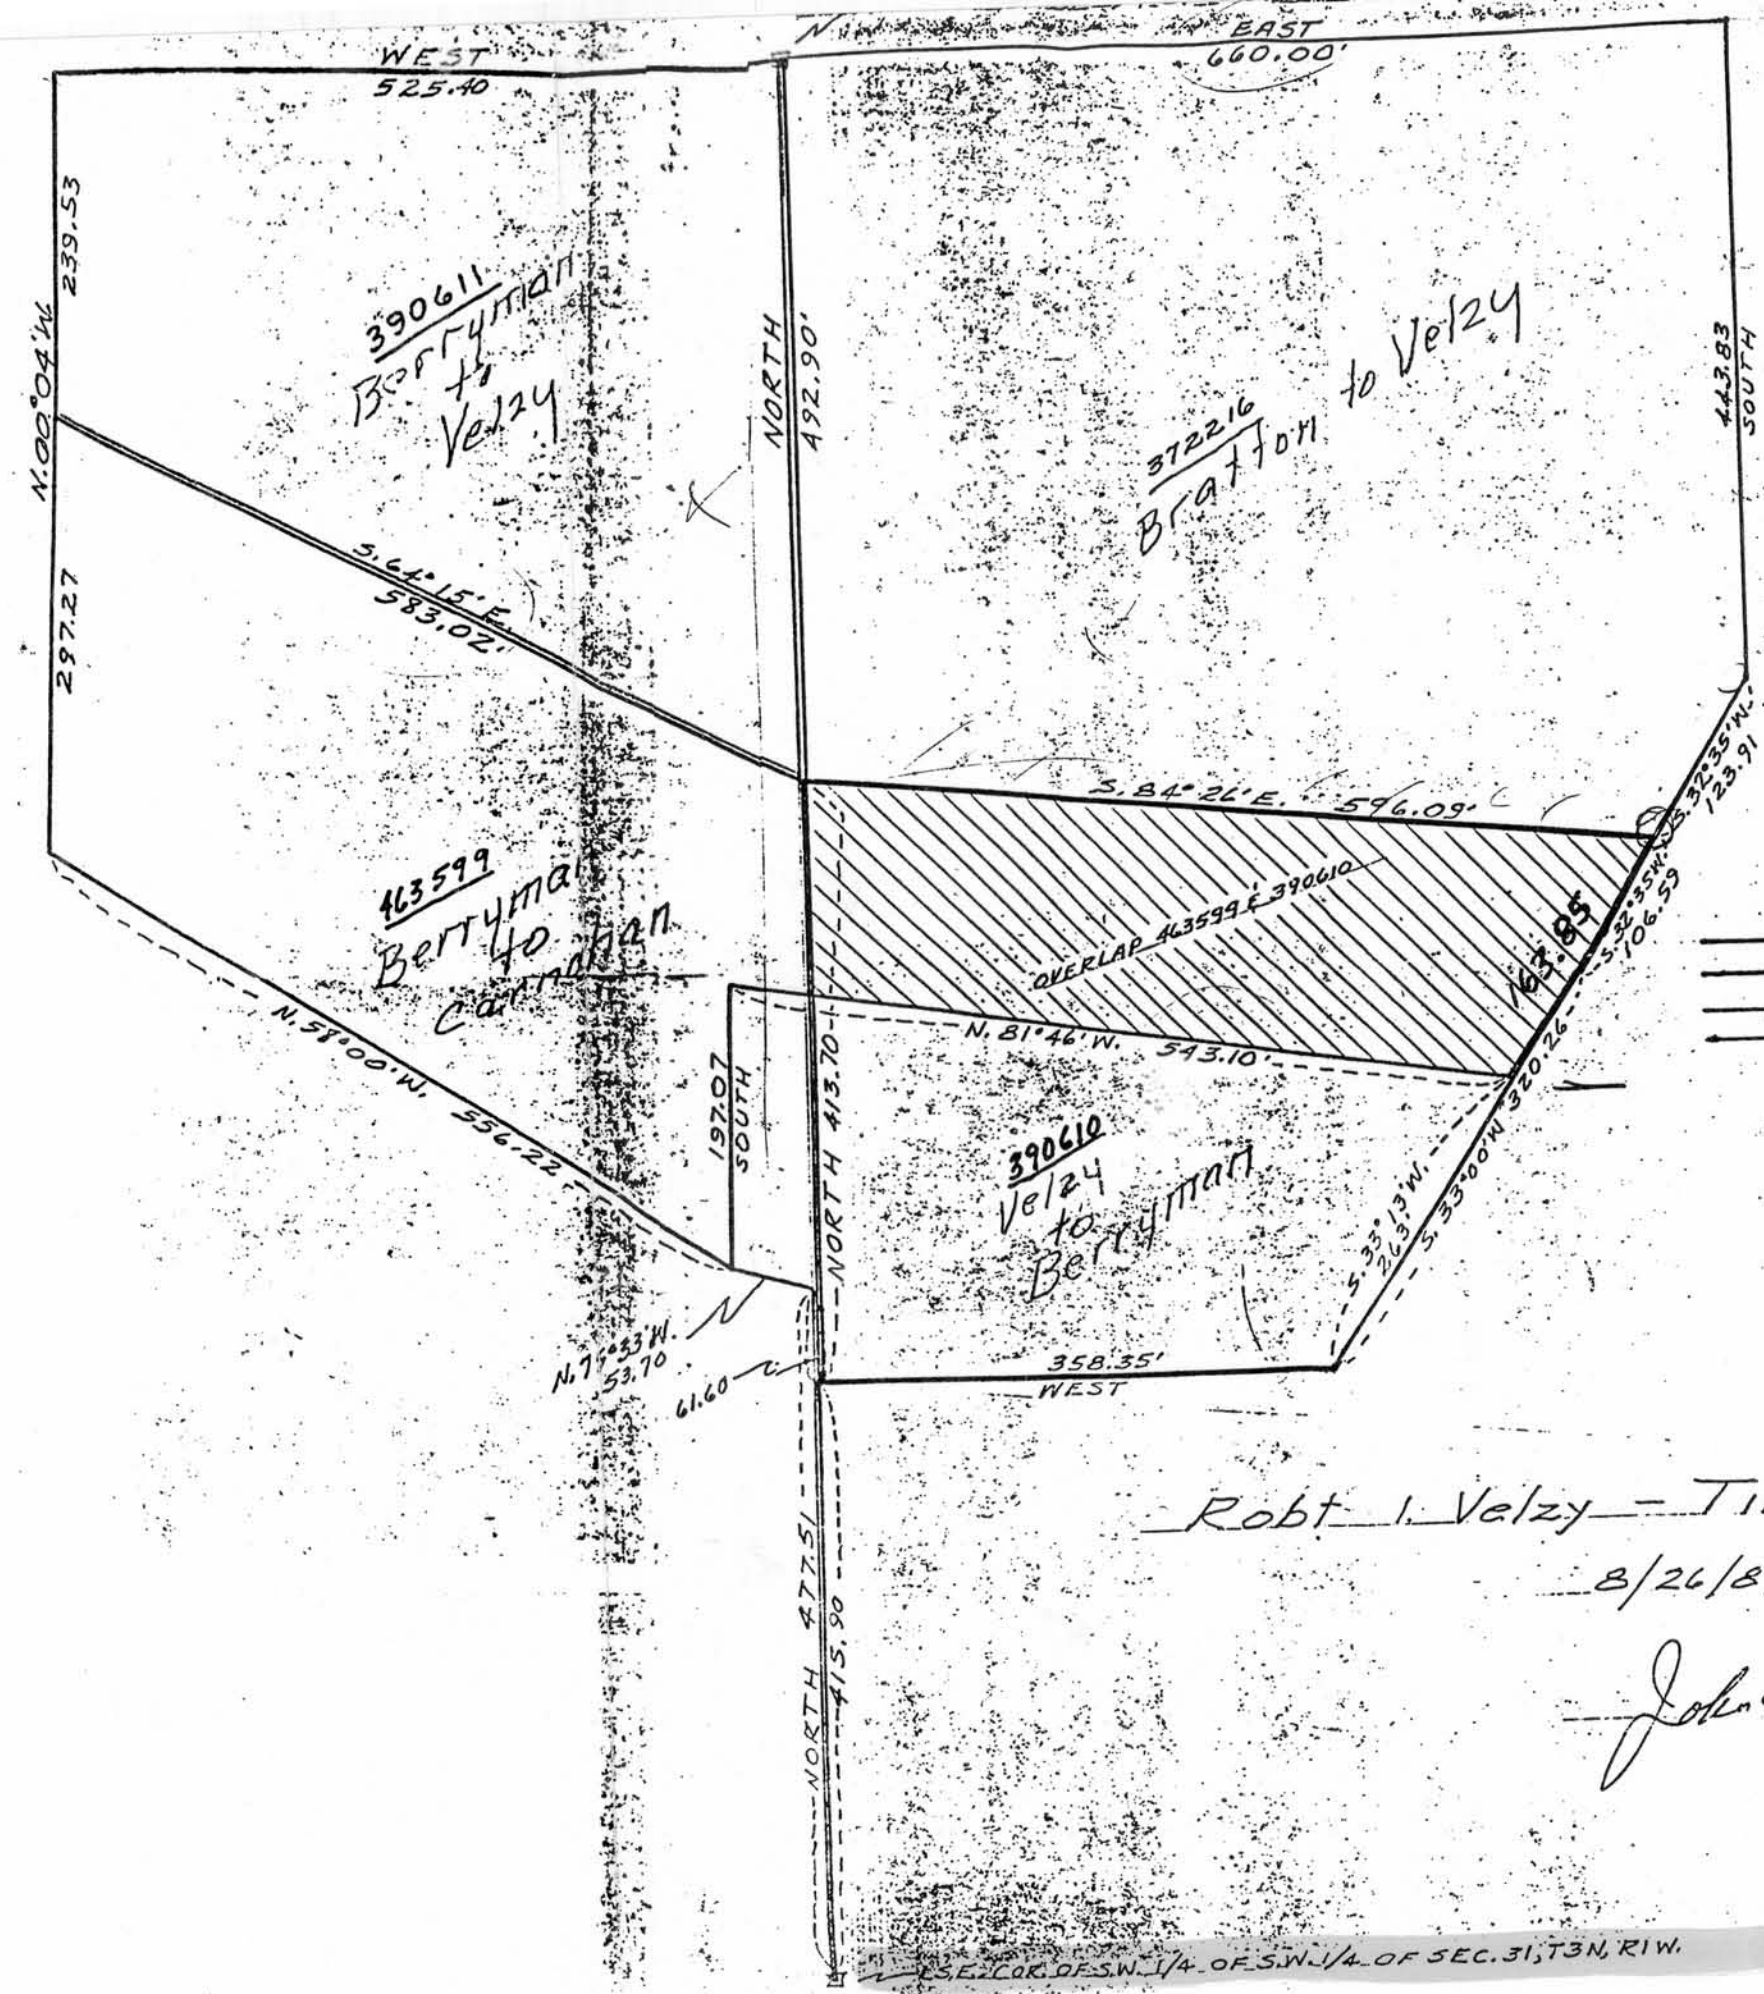 N
WEST
525.40
EAST
660.00'
N.00°04'W.
239.53
297.27
390611
Berryman
to
Velzy
NORTH
492.90'
372216
Bratton to Velzy
443.83
SOUTH
S.64°15'E.
583.02'
S.84°26'E. 596.09'
S.32°35'W.
123.91
S.32°35'W.
106.59
163.85
OVERLAP 463599 & 390610
463599
Berryman
to
Carnahan
N.58°00'W. 556.22'
197.07
SOUTH
N.81°46'W. 543.10'
NORTH 413.70
390610
Velzy
to
Berryman
S.33°13'W.
263.
S.33°00'W 320.26
53.70
61.60
358.35'
WEST
NORTH 477.51
415.90
Robt. I. Velzy =
8/26/8
John
S.E. COR. OF S.W. 1/4 OF S.W. 1/4 OF SEC. 31, T3N, R1W.